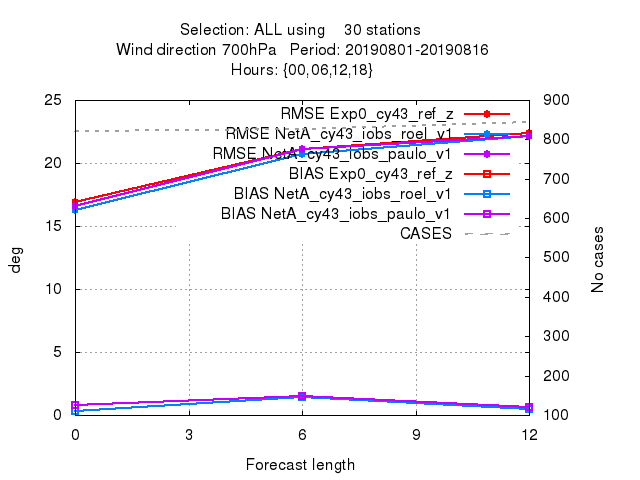 Selection: ALL using 30 stations
Wind direction 700hPa Period: 20190801-20190816
Hours: {00,06,12,18}
25 900
RMSE Exp0_cy43_ref_z
RMSE NetA_cy43_iobs_roel_v1
800
RMSE NetA_cy43_iobs_paulo_v1
20
BIAS Exp0_cy43_ref_z
700
BIAS NetA_cy43_iobs_roel_v1
BIAS NetA_cy43_iobs_paulo_v1
600
15
CASES
deg
No cases
500
10
400
300
5
200
0 100
0 3 6 9 12
Forecast length